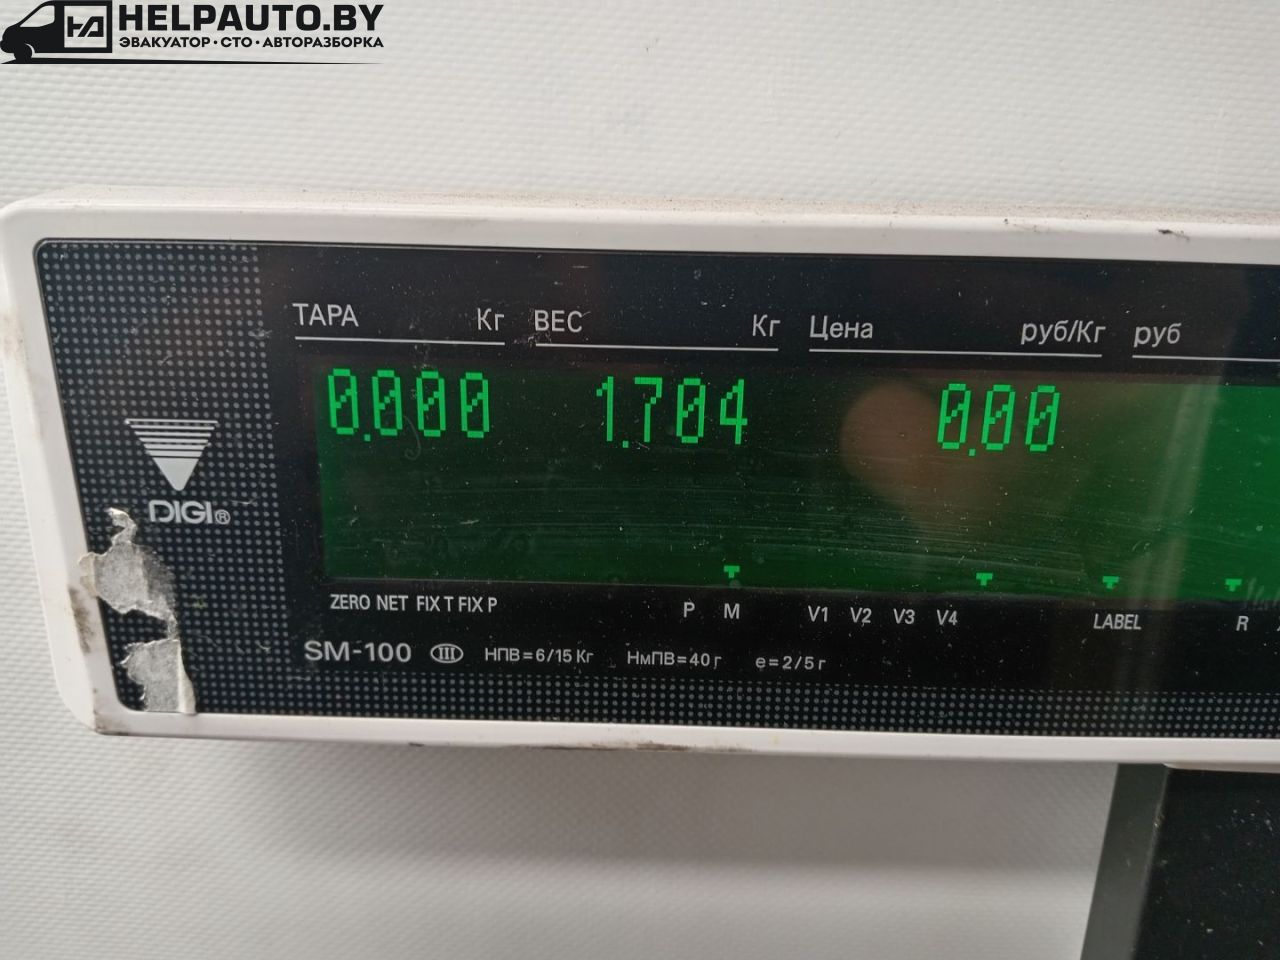 HELPAUTO.BY
ЭВАКУАТОР · СТО · АВТОРАЗБОРКА
ТАРА Кг ВЕС Кг Цена руб/Кг руб
0.000 1.704 0.00
ZERO NET FIX T FIX P P M V1 V2 V3 V4 LABEL R
DIGI®
SM-100 III НПВ=6/15 Кг НмПВ=40 г e=2/5 г